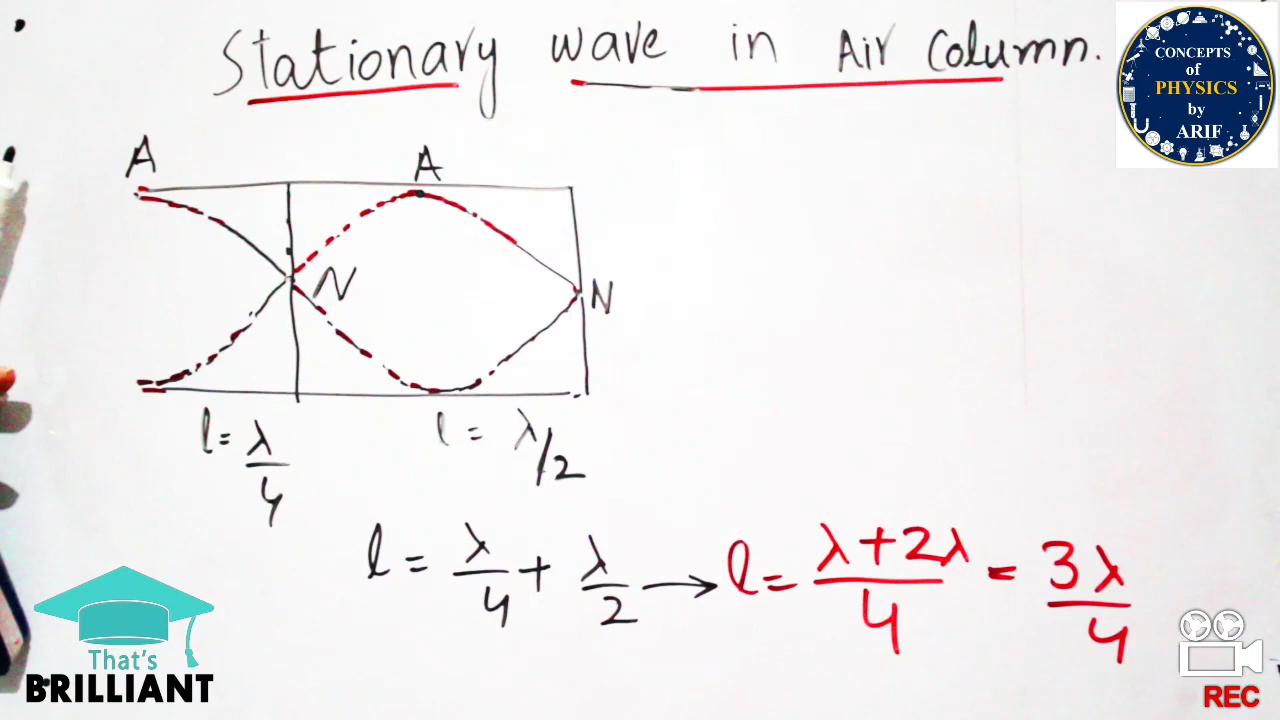 Stationary wave in Air Column.
CONCEPTS
of
PHYSICS
by
ARIF
A
A
N
N
l = λ/4
l = λ/2
l = λ/4 + λ/2 → l = λ+2λ/4 = 3λ/4
That's
BRILLIANT
REC